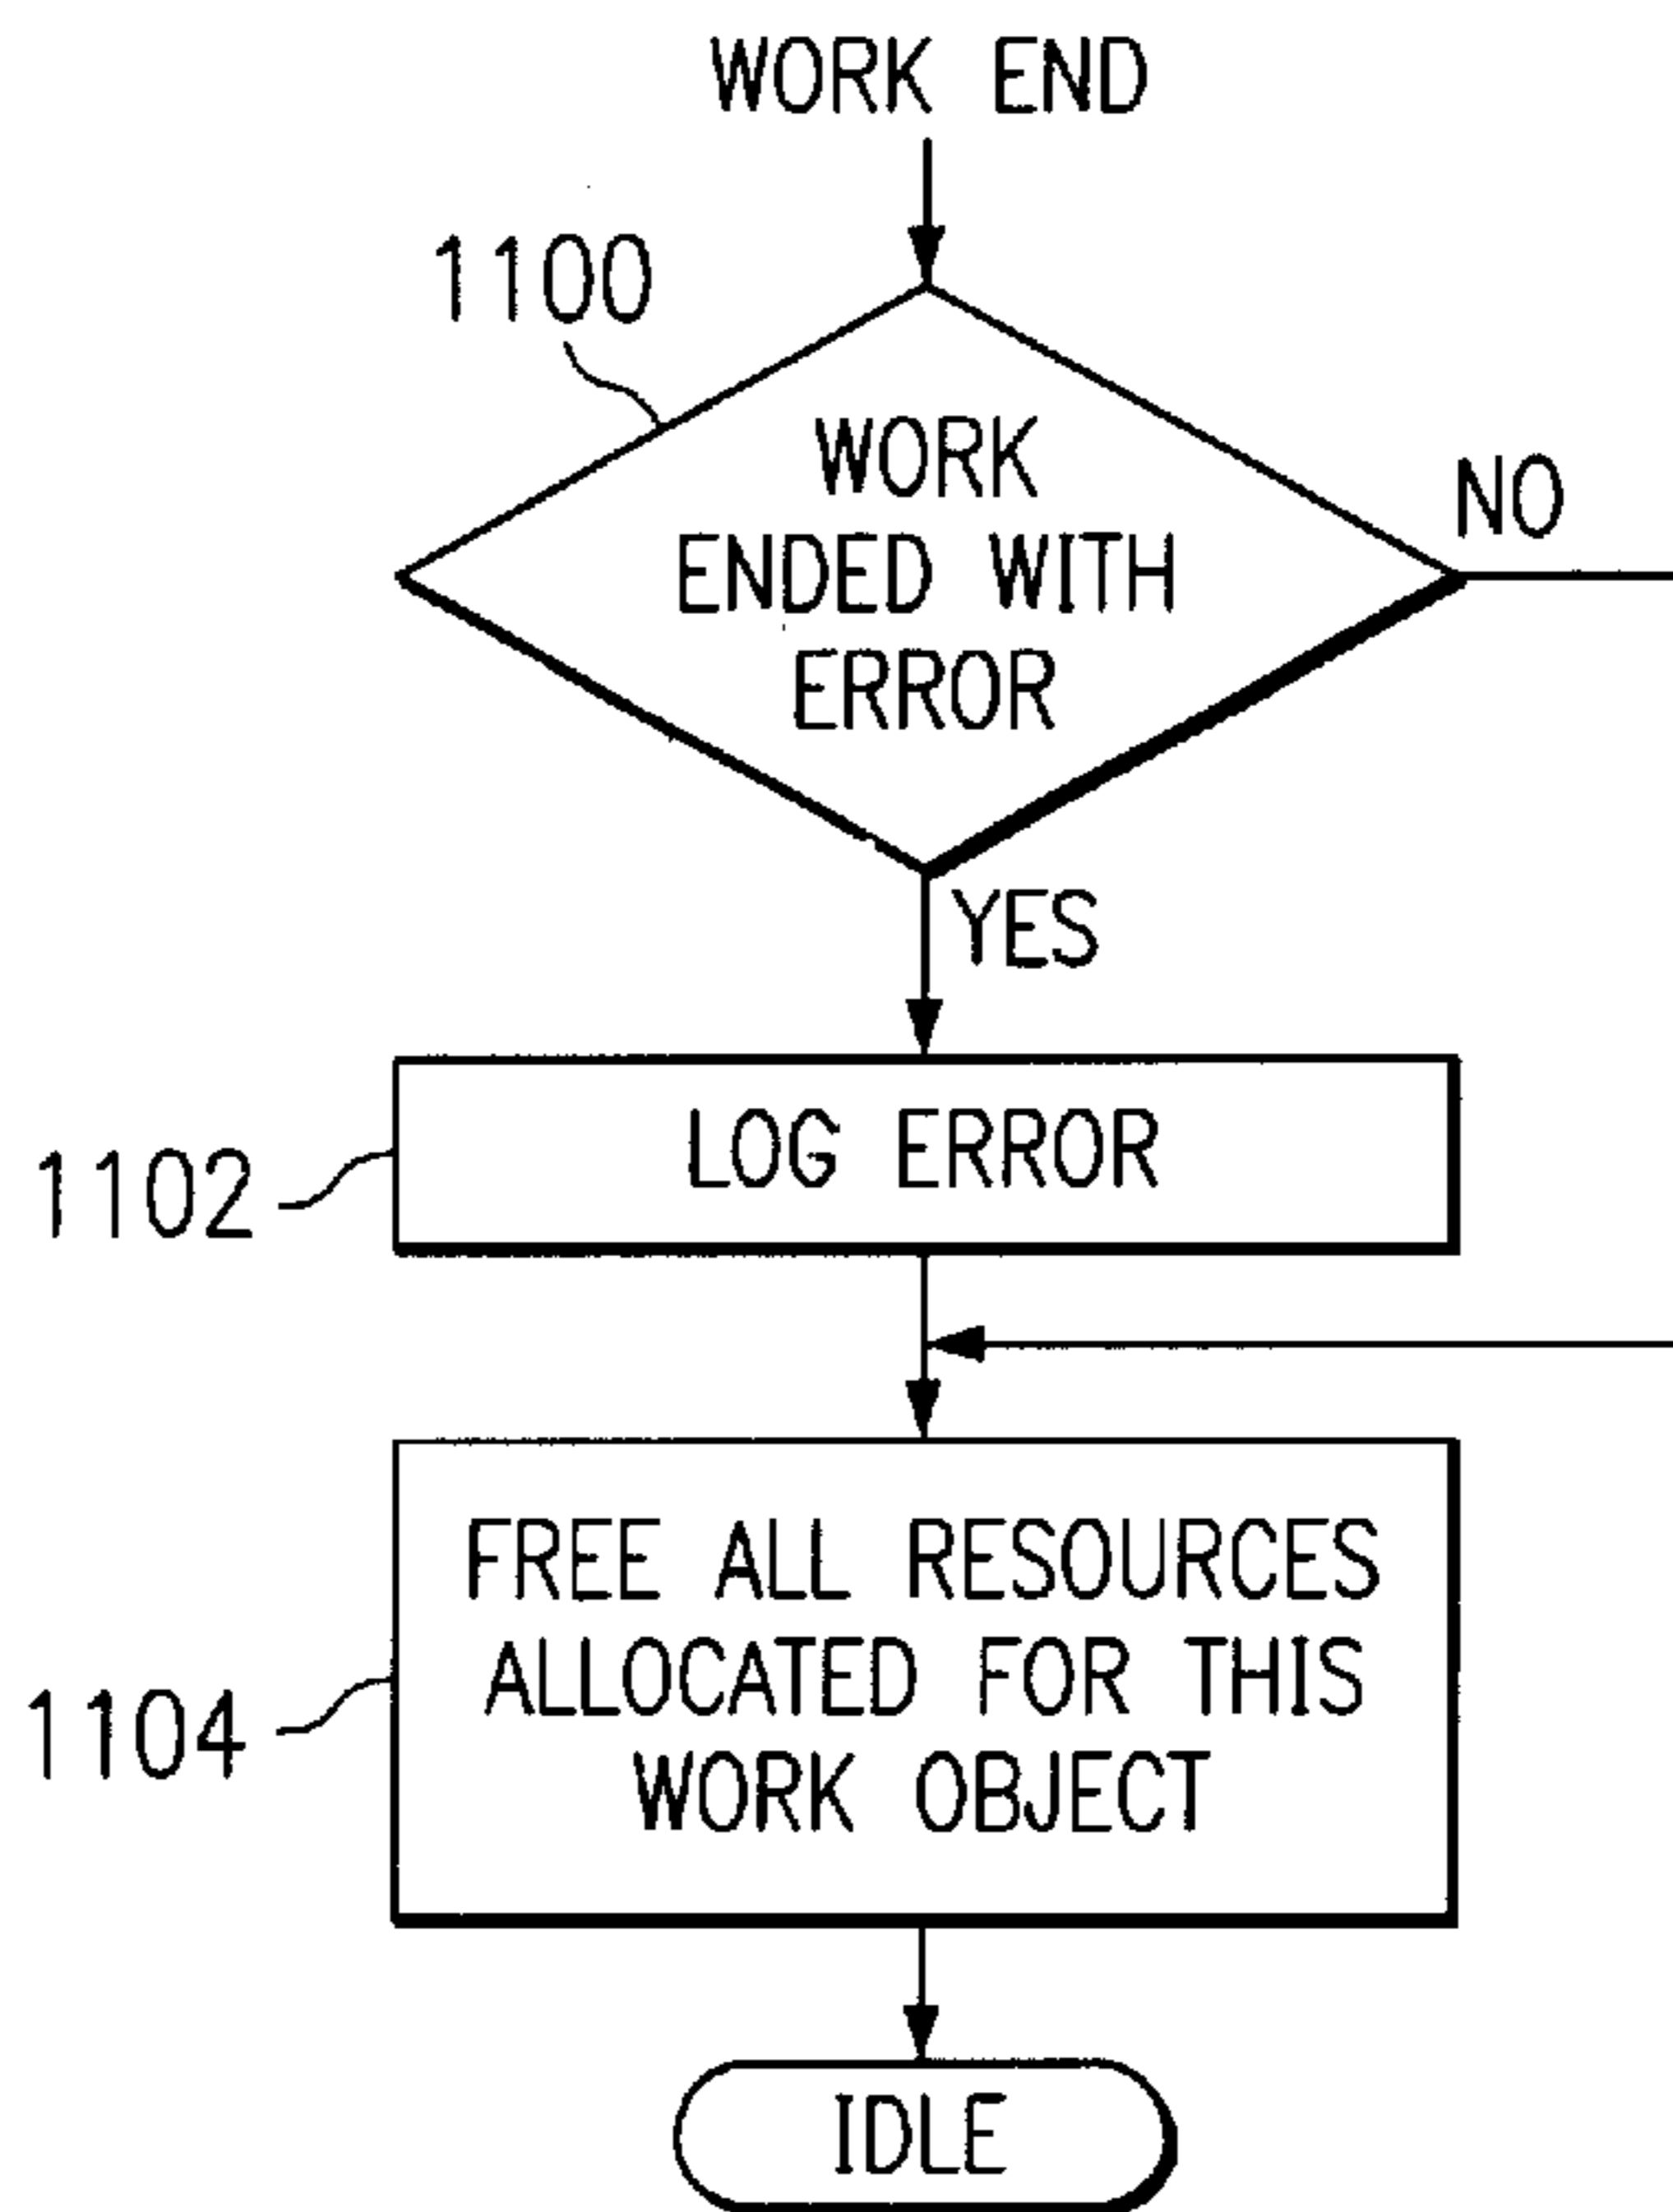 WORK END
1100
WORK
ENDED WITH
ERROR
NO
YES
LOG ERROR
1102
FREE ALL RESOURCES
ALLOCATED FOR THIS
WORK OBJECT
1104
IDLE